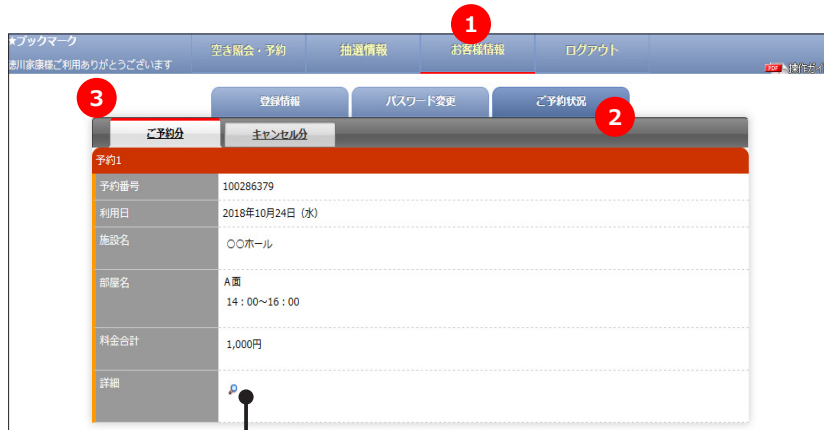 1
★ブックマーク
空き照会・予約 抽選情報 お客様情報 ログアウト
徳川家康様ご利用ありがとうございます
PDF 操作ガイ
3
登録情報 パスワード変更 ご予約状況
2
ご予約分 キャンセル分
予約1
予約番号 100286379
利用日 2018年10月24日（水）
施設名 ○○ホール
部屋名 A面
14：00～16：00
料金合計 1,000円
詳細